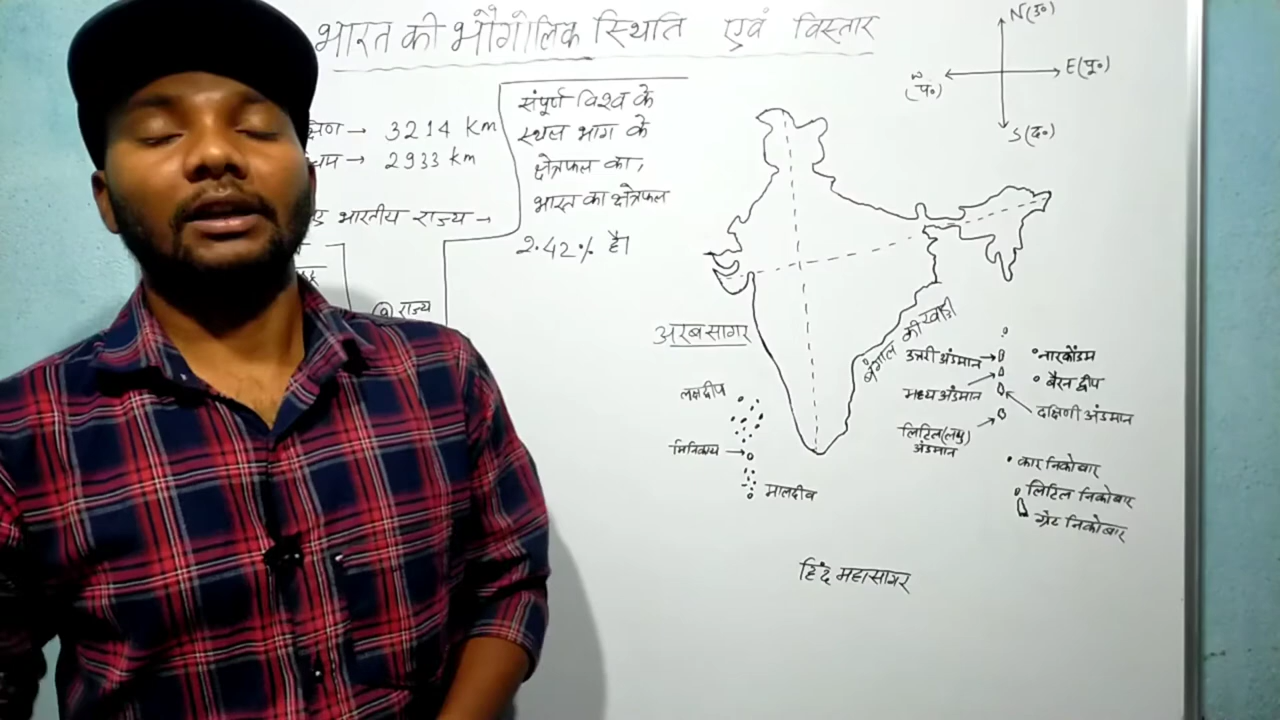 भारत की भौगोलिक स्थिति एवं विस्तार
N(उ०)
E(पू०)
(प०)
S(द०)
क्षिण → 3214 Km
2933 km
भारतीय राज्य →
@ राज्य
संपूर्ण विश्व के
स्थल भाग के
क्षेत्रफल का,
भारत का क्षेत्रफल
2.42% है।
अरब सागर
बंगाल की खाड़ी
लक्षदीप
मिनिकाय
मालदीव
उत्तरी अंडमान
मध्य अंडमान
लिटिल(लघु)
अंडमान
नारकोंडम
बैरन द्वीप
दक्षिणी अंडमान
कार निकोबार
लिटिल निकोबार
ग्रेट निकोबार
हिंद महासागर